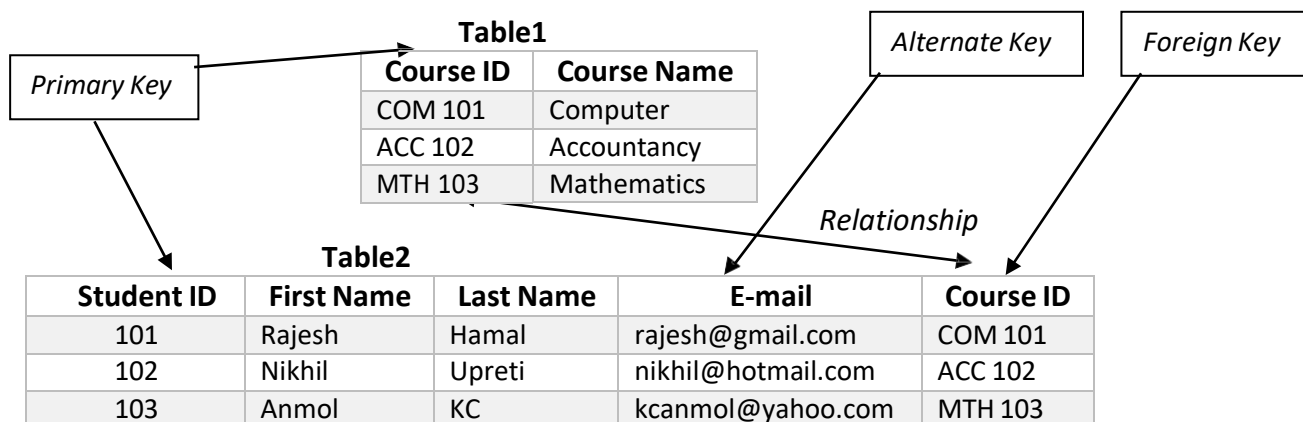 Primary Key
Table1
Alternate Key
Foreign Key
Course ID Course Name
COM 101 Computer
ACC 102 Accountancy
MTH 103 Mathematics
Relationship
Table2
Student ID First Name Last Name E-mail Course ID
101 Rajesh Hamal rajesh@gmail.com COM 101
102 Nikhil Upreti nikhil@hotmail.com ACC 102
103 Anmol KC kcanmol@yahoo.com MTH 103